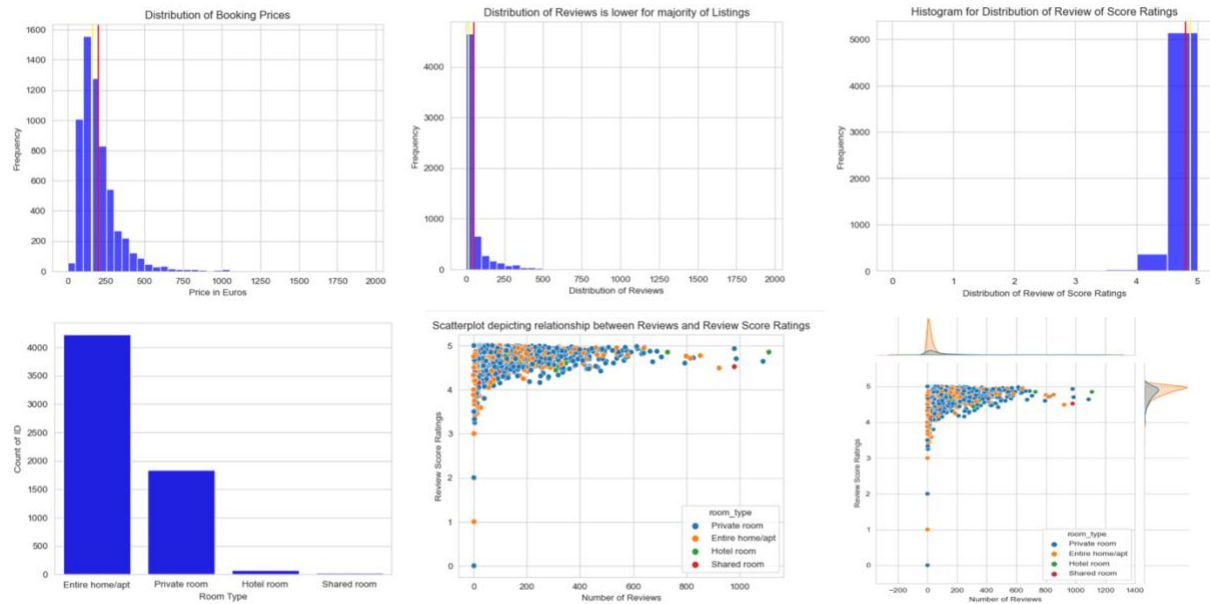 Distribution of Booking Prices
1600
1400
1200
1000
800
600
400
200
0
Frequency
0
250
500
750
1000
1250
1500
1750
2000
Price in Euros
Distribution of Reviews is lower for majority of Listings
4000
3000
2000
1000
0
Frequency
0
250
500
750
1000
1250
1500
1750
2000
Distribution of Reviews
Histogram for Distribution of Review of Score Ratings
5000
4000
3000
2000
1000
0
Frequency
0
1
2
3
4
5
Distribution of Review of Score Ratings
4000
3500
3000
2500
2000
1500
1000
500
0
Count of ID
Entire home/apt
Private room
Hotel room
Shared room
Room Type
Scatterplot depicting relationship between Reviews and Review Score Ratings
5
4
3
2
1
0
Review Score Ratings
room_type
Private room
Entire home/apt
Hotel room
Shared room
0
200
400
600
800
1000
Number of Reviews
5
4
3
2
1
0
Review Score Ratings
room_type
Private room
Entire home/apt
Hotel room
Shared room
-200
0
200
400
600
800
1000
1200
1400
Number of Reviews